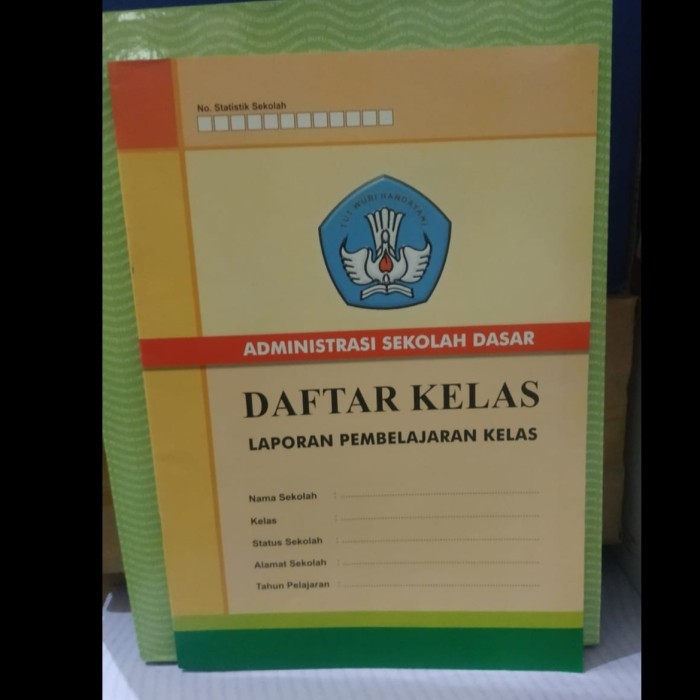 No. Statistik Sekolah
TUT WURI HANDAYANI
ADMINISTRASI SEKOLAH DASAR
DAFTAR KELAS
LAPORAN PEMBELAJARAN KELAS
Nama Sekolah :
Kelas :
Status Sekolah :
Alamat Sekolah :
Tahun Pelajaran :